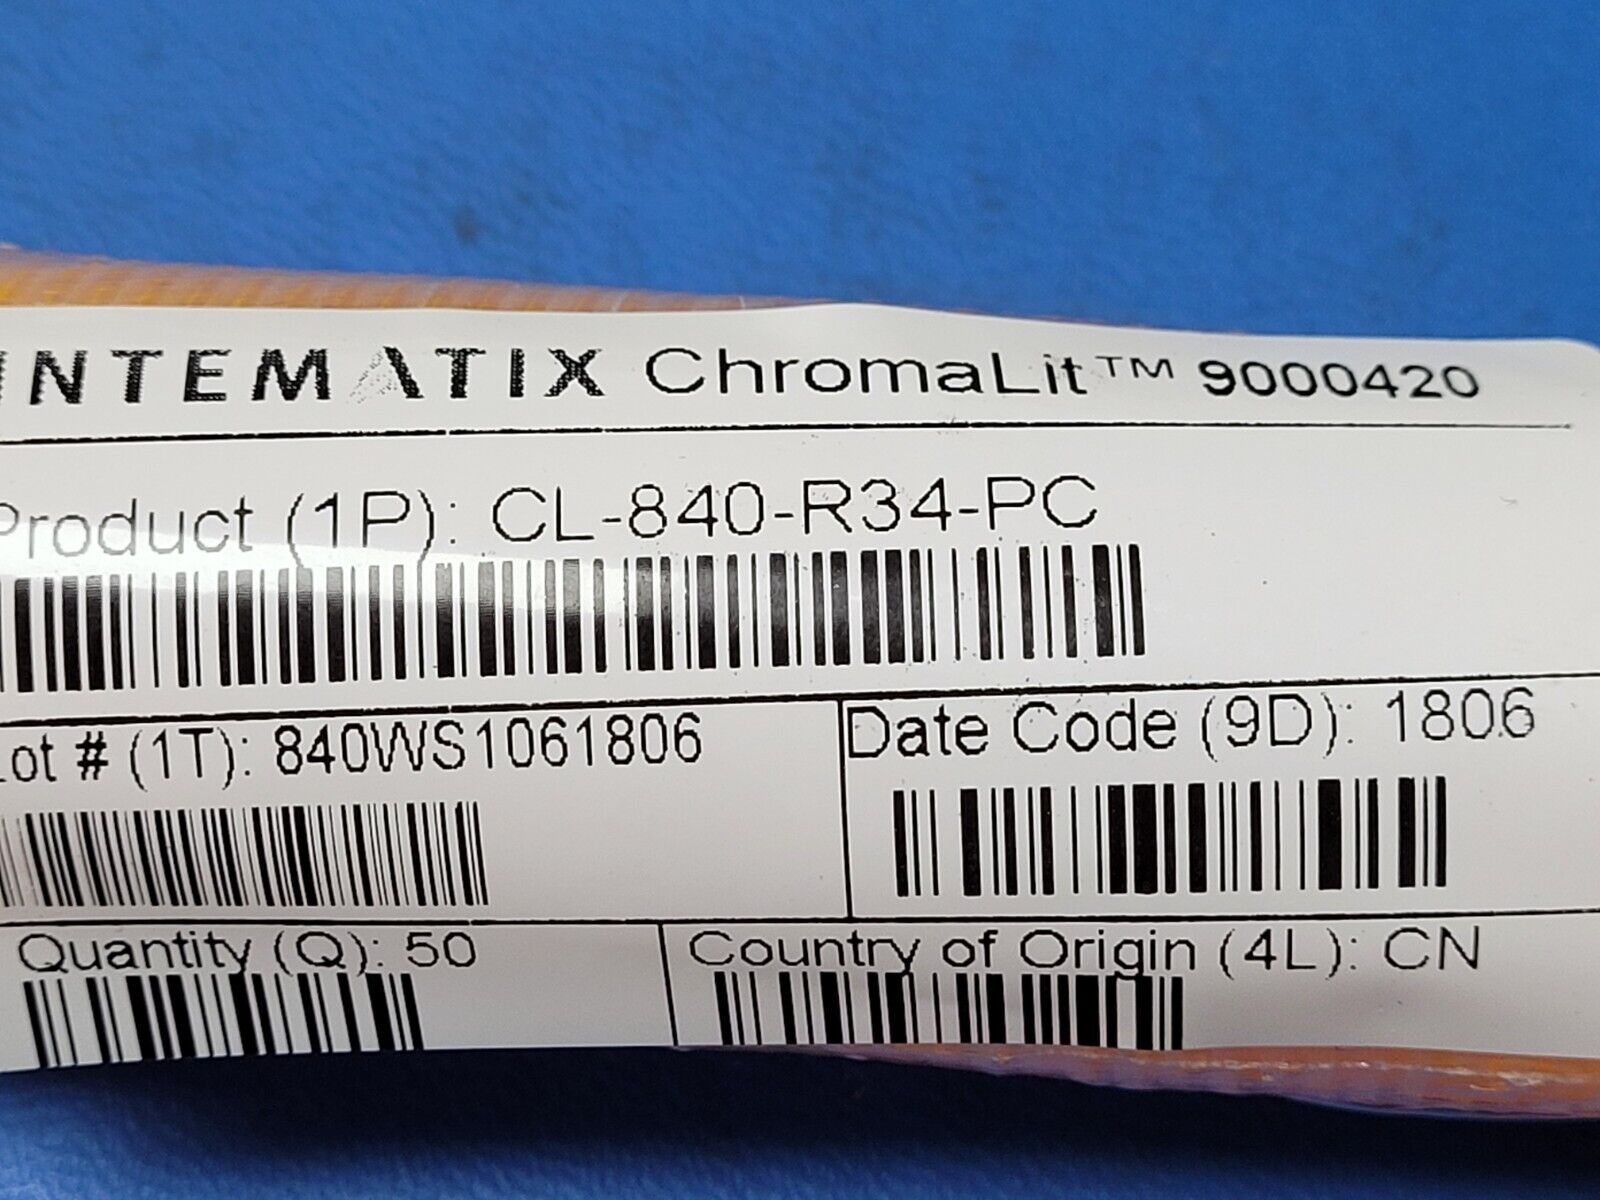 INTEMATIX ChromaLit™ 9000420
Product (1P): CL-840-R34-PC
Lot # (1T): 840WS1061806
Date Code (9D): 1806
Quantity (Q): 50
Country of Origin (4L): CN